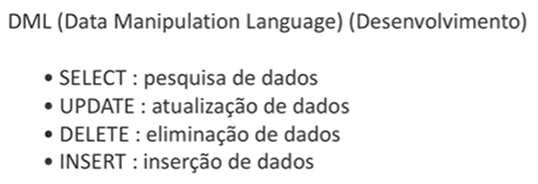 DML (Data Manipulation Language) (Desenvolvimento)
• SELECT : pesquisa de dados
• UPDATE : atualização de dados
• DELETE : eliminação de dados
• INSERT : inserção de dados